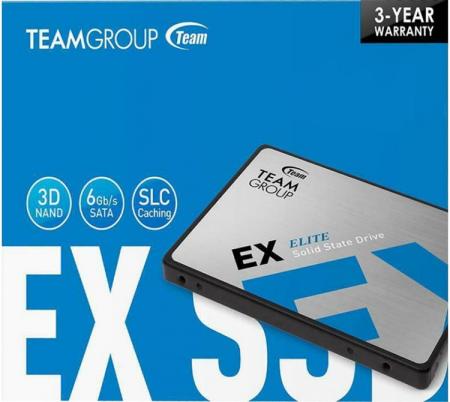 TEAMGROUP Team
3-YEAR
WARRANTY
3D
NAND
6Gb/s
SATA
SLC
Caching
Team
TEAM
GROUP
EX ELITE
Solid State Drive
EX SSD